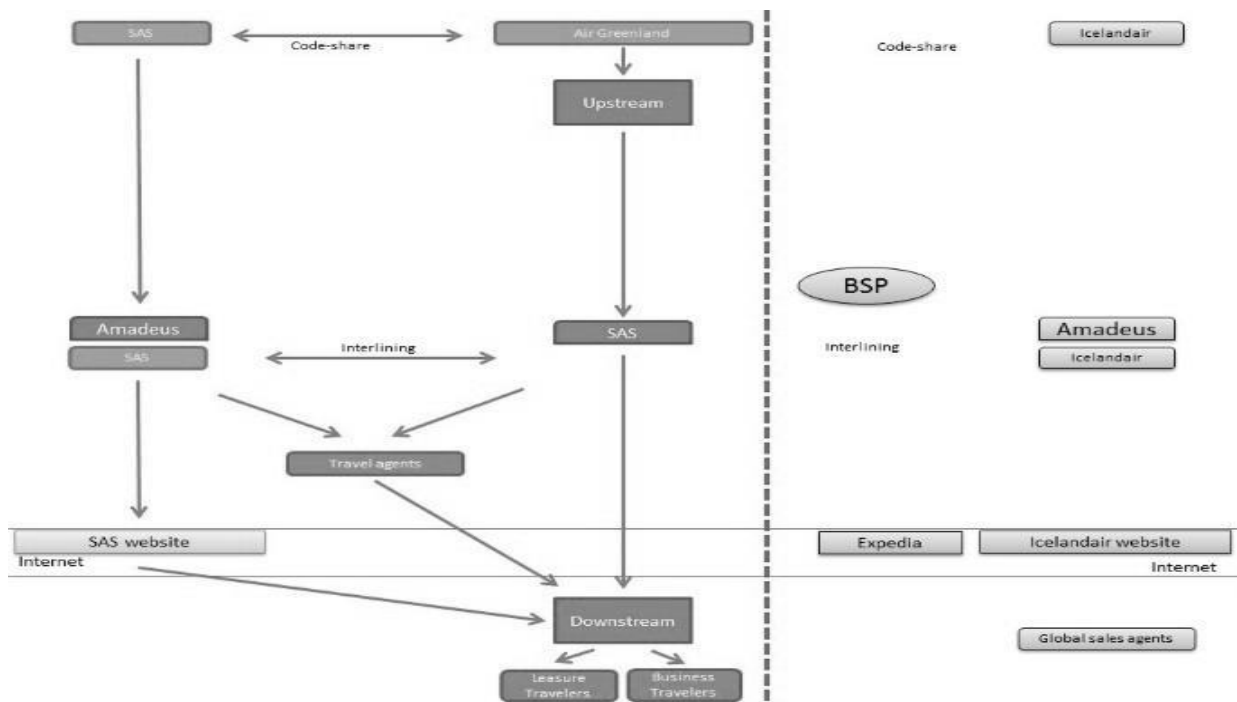 SAS
Air Greenland
Icelandair
Code-share
Code-share
Upstream
BSP
Amadeus
SAS
Amadeus
SAS
Interlining
Interlining
Icelandair
Travel agents
SAS website
Expedia
Icelandair website
Internet
Internet
Downstream
Global sales agents
Leasure
Travelers
Business
Travelers